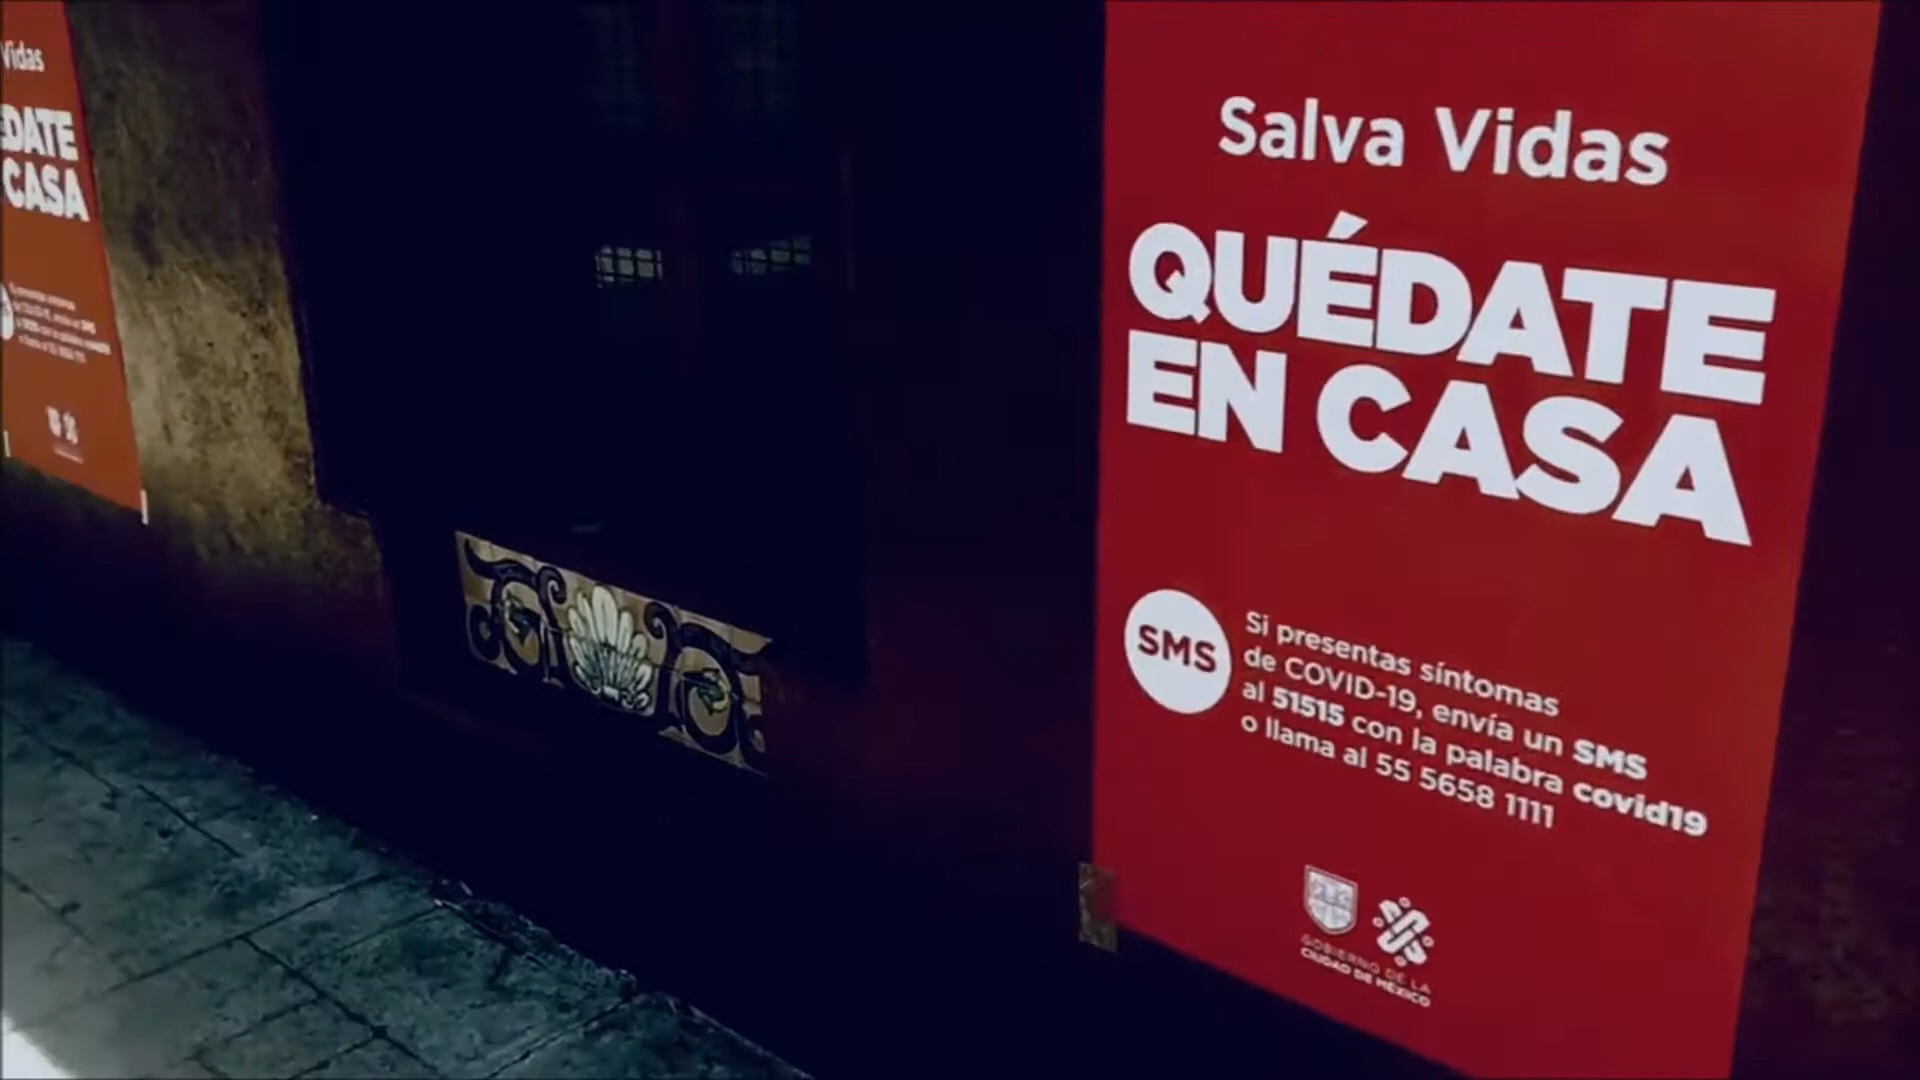 Vidas
DATE
CASA
Salva Vidas
QUÉDATE
EN CASA
SMS
Si presentas síntomas
de COVID-19, envía un SMS
al 51515 con la palabra covid19
o llama al 55 5658 1111
GOBIERNO DE LA
CIUDAD DE MÉXICO